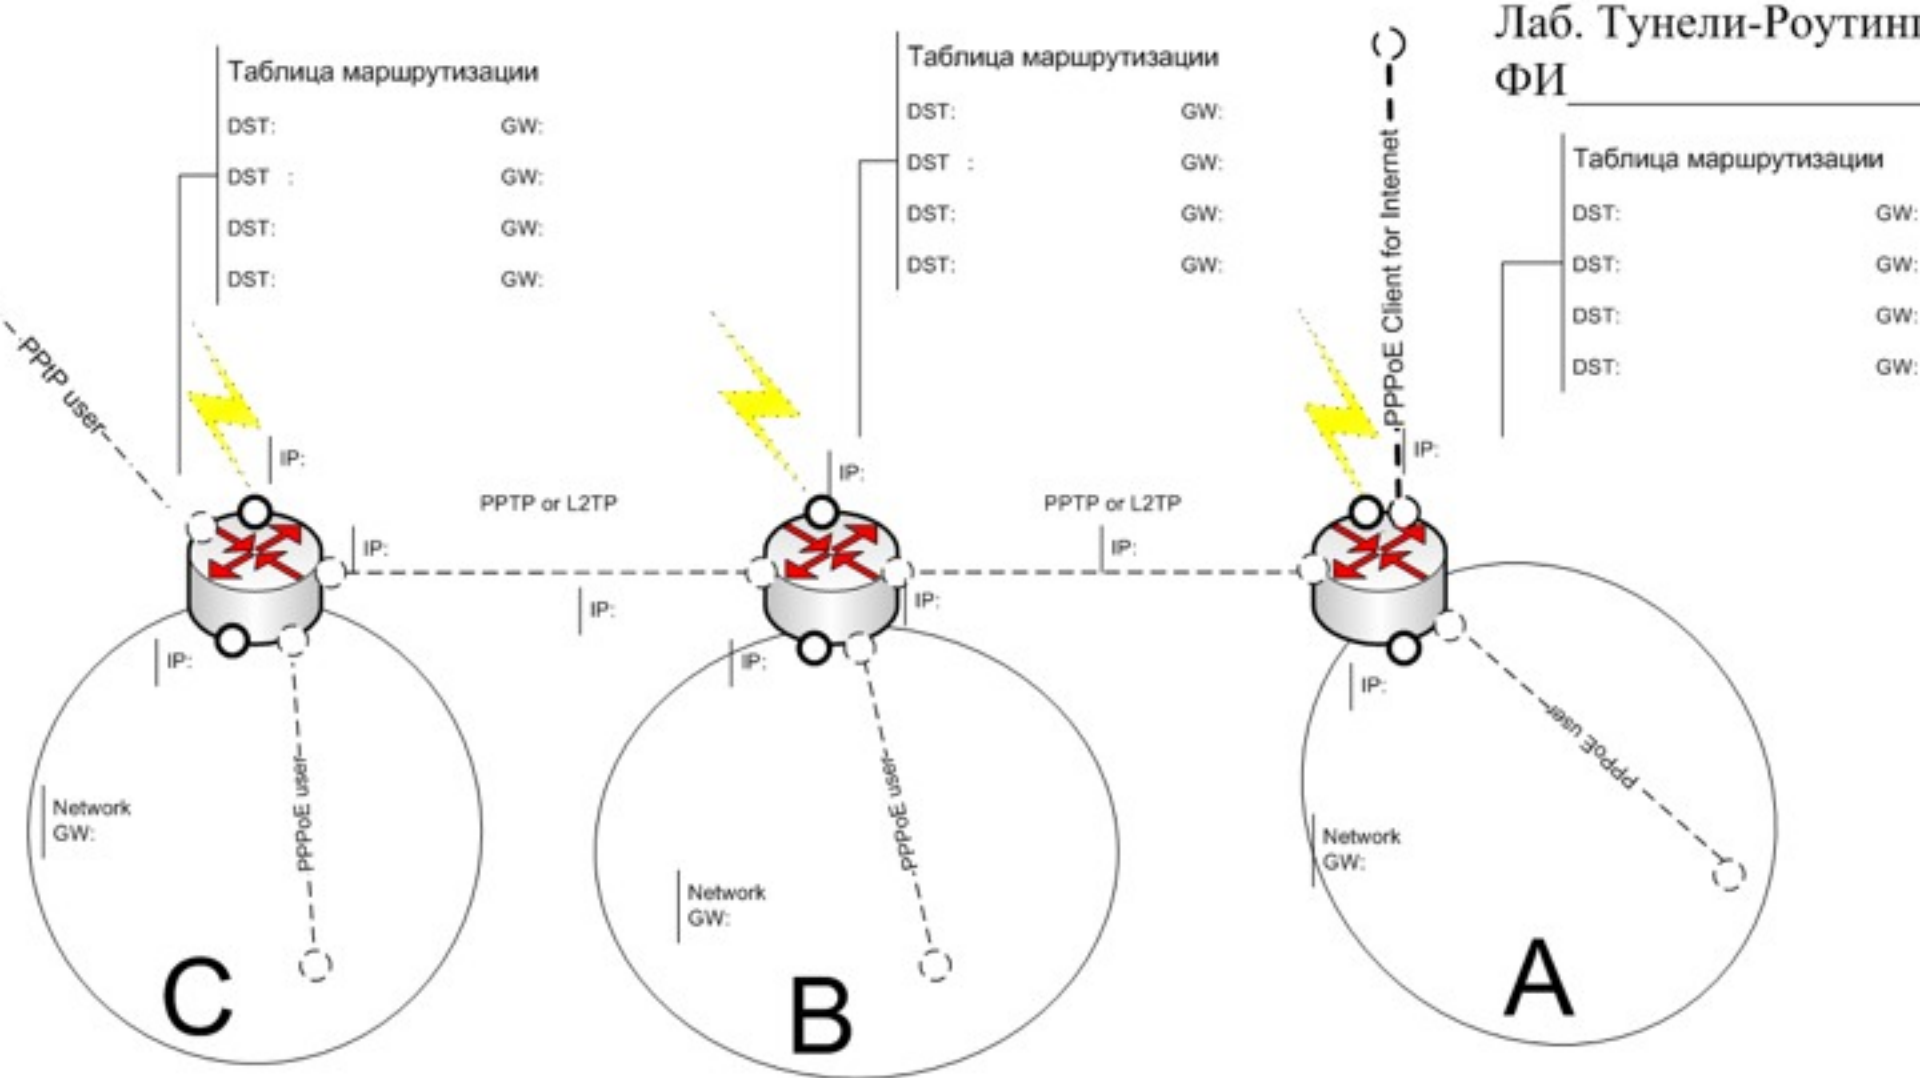 Лаб. Тунели-Роутинг
ФИ
Таблица маршрутизации
DST: GW:
DST : GW:
DST: GW:
DST: GW:
Таблица маршрутизации
DST: GW:
DST : GW:
DST: GW:
DST: GW:
Таблица маршрутизации
DST: GW:
DST: GW:
DST: GW:
DST: GW:
PPtP user
PPPoE Client for Internet
IP:
IP:
IP:
PPTP or L2TP
PPTP or L2TP
IP:
IP:
IP:
IP:
IP:
IP:
IP:
PPPoE user
PPPoE user
PPPoE user
Network
GW:
Network
GW:
Network
GW:
C
B
A